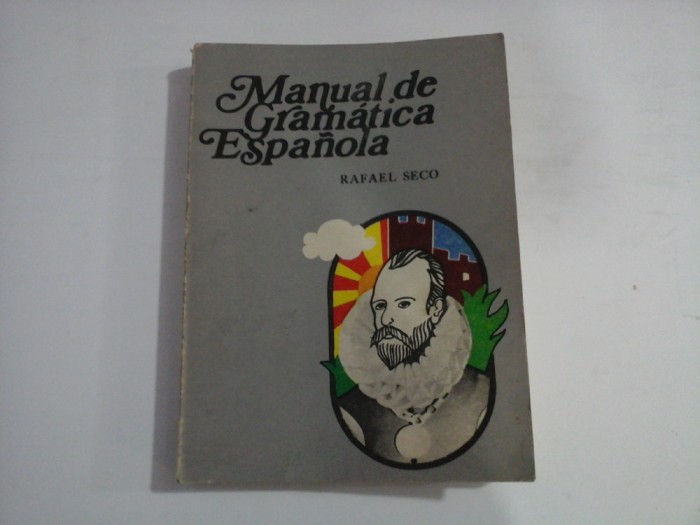 Manual de
Gramática
Española
RAFAEL SECO